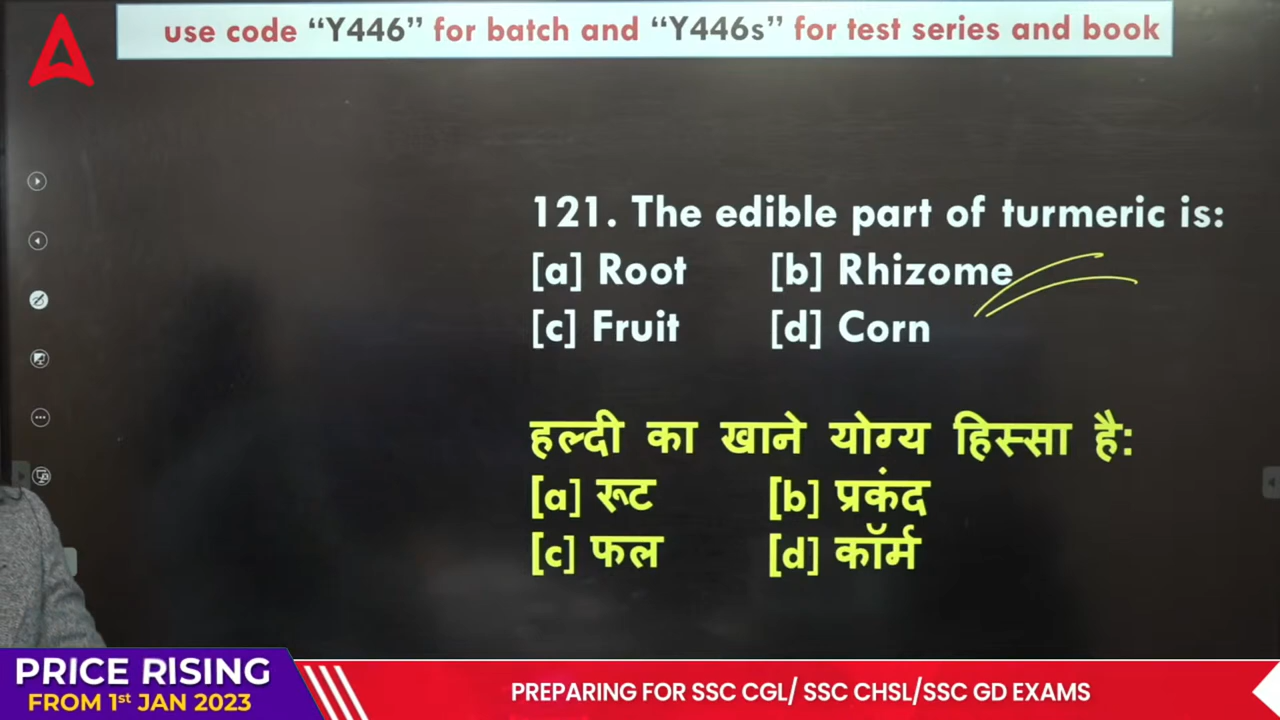 use code “Y446” for batch and “Y446s” for test series and book
121. The edible part of turmeric is:
[a] Root [b] Rhizome
[c] Fruit [d] Corn
हल्दी का खाने योग्य हिस्सा है:
[a] रूट [b] प्रकंद
[c] फल [d] कॉर्म
PRICE RISING
FROM 1st JAN 2023
PREPARING FOR SSC CGL/ SSC CHSL/SSC GD EXAMS